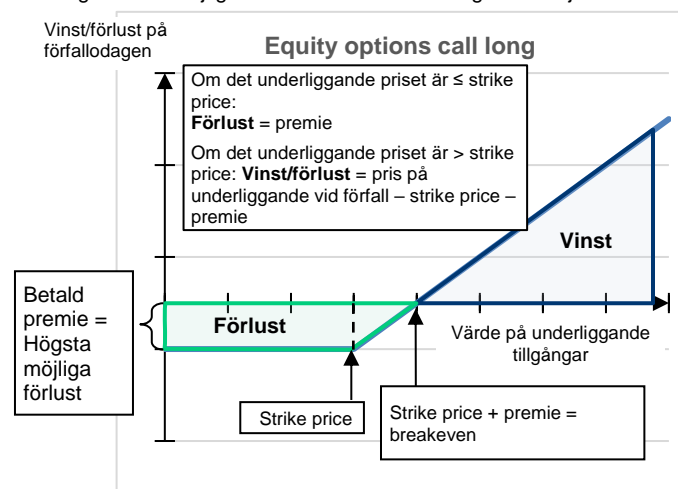 Vinst/förlust på
förfallodagen
Equity options call long
Om det underliggande priset är ≤ strike
price:
Förlust = premie
Om det underliggande priset är > strike
price: Vinst/förlust = pris på
underliggande vid förfall – strike price –
premie
Vinst
Betald
premie =
Högsta
möjliga
förlust
Förlust
Värde på underliggande
tillgångar
Strike price
Strike price + premie =
breakeven